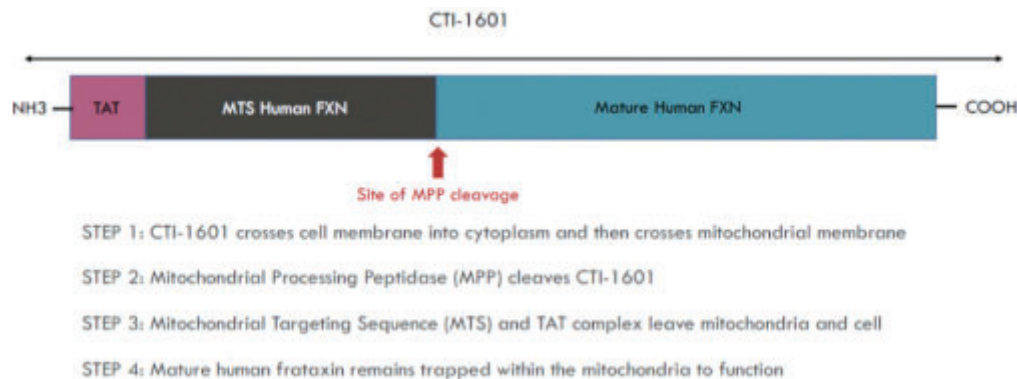 CTI-1601
NH3 TAT MTS Human FXN Mature Human FXN COOH
Site of MPP cleavage
STEP 1: CTI-1601 crosses cell membrane into cytoplasm and then crosses mitochondrial membrane
STEP 2: Mitochondrial Processing Peptidase (MPP) cleaves CTI-1601
STEP 3: Mitochondrial Targeting Sequence (MTS) and TAT complex leave mitochondria and cell
STEP 4: Mature human frataxin remains trapped within the mitochondria to function